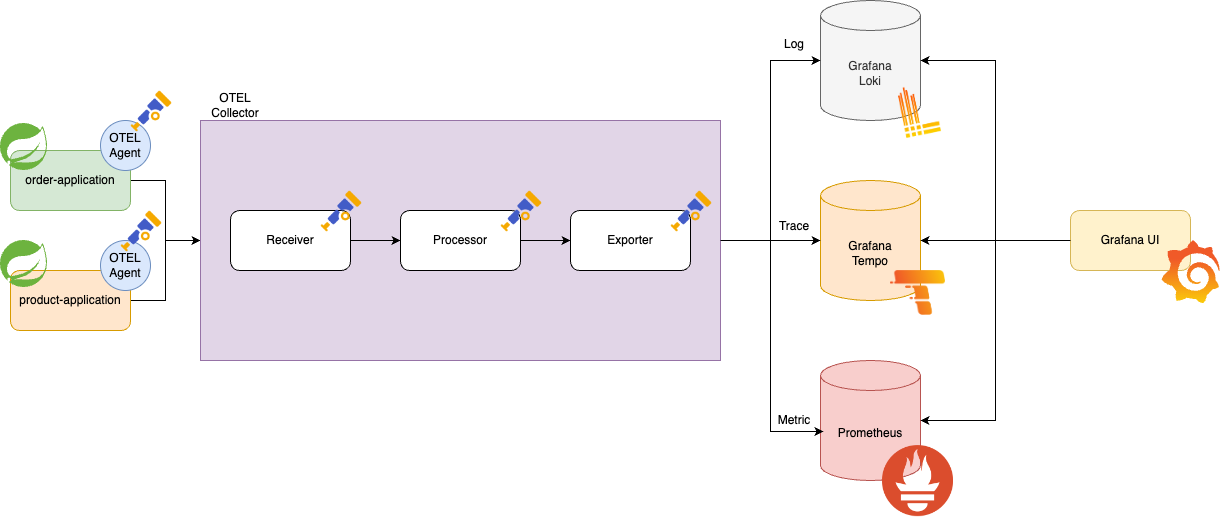 OTEL
Agent
order-application
OTEL
Agent
product-application
OTEL
Collector
Receiver
Processor
Exporter
Log
Trace
Metric
Grafana
Loki
Grafana
Tempo
Prometheus
Grafana UI